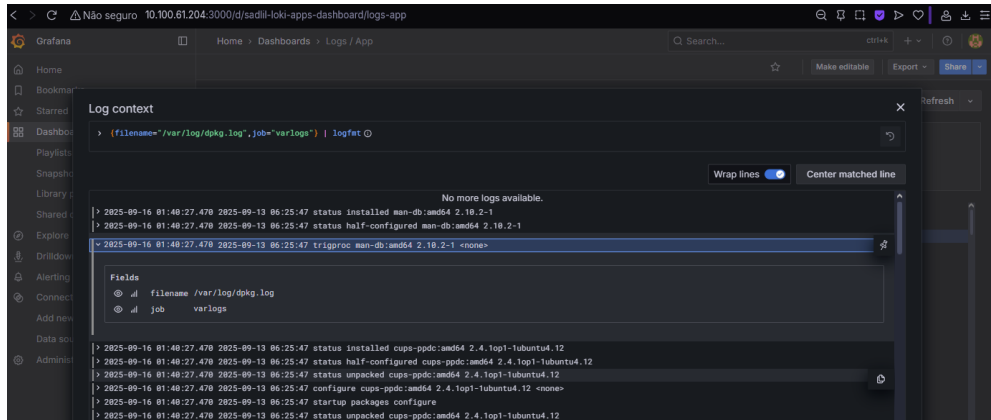 Não seguro 10.100.61.204:3000/d/sadlil-loki-apps-dashboard/logs-app
Grafana Home > Dashboards > Logs / App Search... ctrl+k
Home Make editable Export Share
Refresh
Starred
Log context
{filename="/var/log/dpkg.log",job="varlogs"} | logfmt
Playlists
Wrap lines Center matched line
Library
Shared
Explore
No more logs available.
2025-09-16 01:40:27.470 2025-09-13 06:25:47 status installed man-db:amd64 2.10.2-1
2025-09-16 01:40:27.470 2025-09-13 06:25:47 status half-configured man-db:amd64 2.10.2-1
2025-09-16 01:40:27.470 2025-09-13 06:25:47 trigproc man-db:amd64 2.10.2-1 <none>
Alerting
Fields
filename /var/log/dpkg.log
job varlogs
Add new
2025-09-16 01:40:27.470 2025-09-13 06:25:47 status installed cups-ppdc:amd64 2.4.1op1-1ubuntu4.12
2025-09-16 01:40:27.470 2025-09-13 06:25:47 status half-configured cups-ppdc:amd64 2.4.1op1-1ubuntu4.12
2025-09-16 01:40:27.470 2025-09-13 06:25:47 status unpacked cups-ppdc:amd64 2.4.1op1-1ubuntu4.12
2025-09-16 01:40:27.470 2025-09-13 06:25:47 configure cups-ppdc:amd64 2.4.1op1-1ubuntu4.12 <none>
2025-09-16 01:40:27.470 2025-09-13 06:25:47 startup packages configure
2025-09-16 01:40:27.470 2025-09-13 06:25:47 status unpacked cups-ppdc:amd64 2.4.1op1-1ubuntu4.12